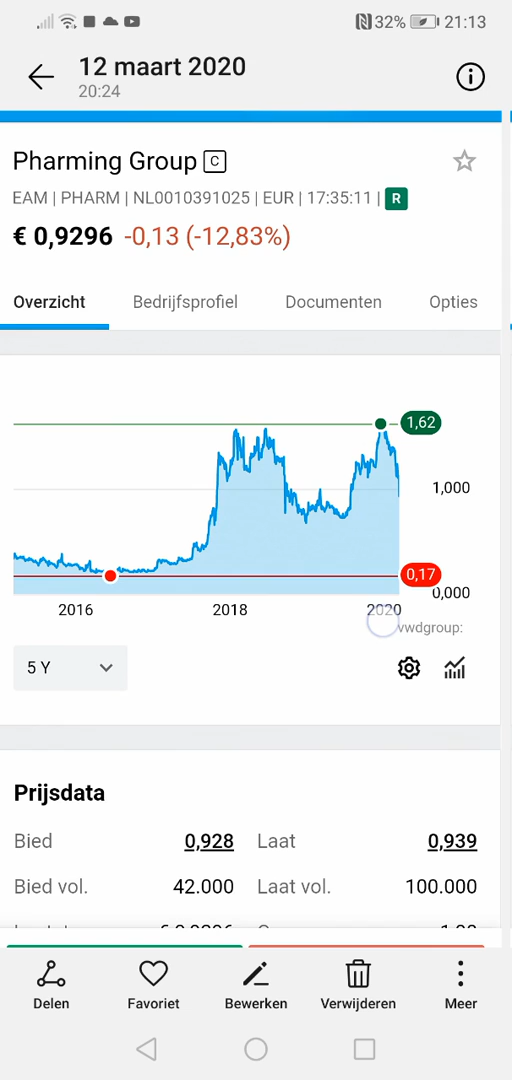 32% 21:13
12 maart 2020
20:24
Pharming Group C
EAM | PHARM | NL0010391025 | EUR | 17:35:11 | R
€ 0,9296 -0,13 (-12,83%)
Overzicht Bedrijfsprofiel Documenten Opties
1,62
1,000
0,17
0,000
2016 2018 2020
vwdgroup:
5 Y
Prijsdata
Bied 0,928 Laat 0,939
Bied vol. 42.000 Laat vol. 100.000
Delen Favoriet Bewerken Verwijderen Meer